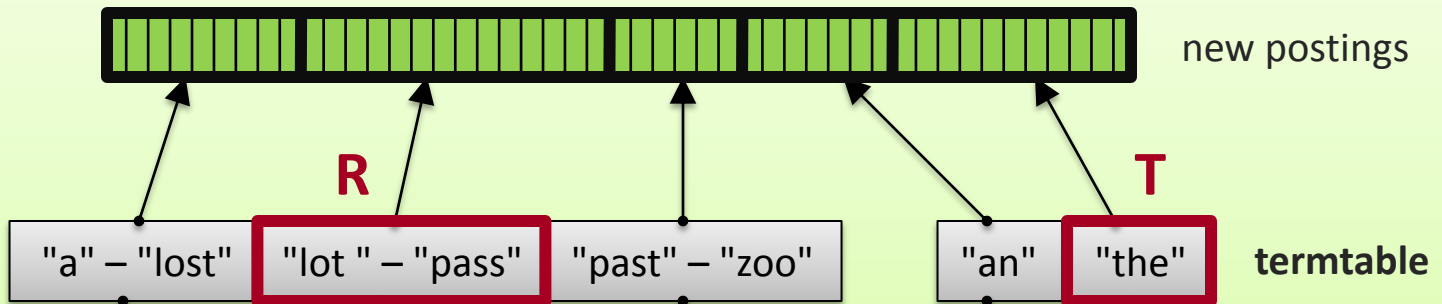 new postings
R T
"a" – "lost" "lot " – "pass" "past" – "zoo" "an" "the" termtable